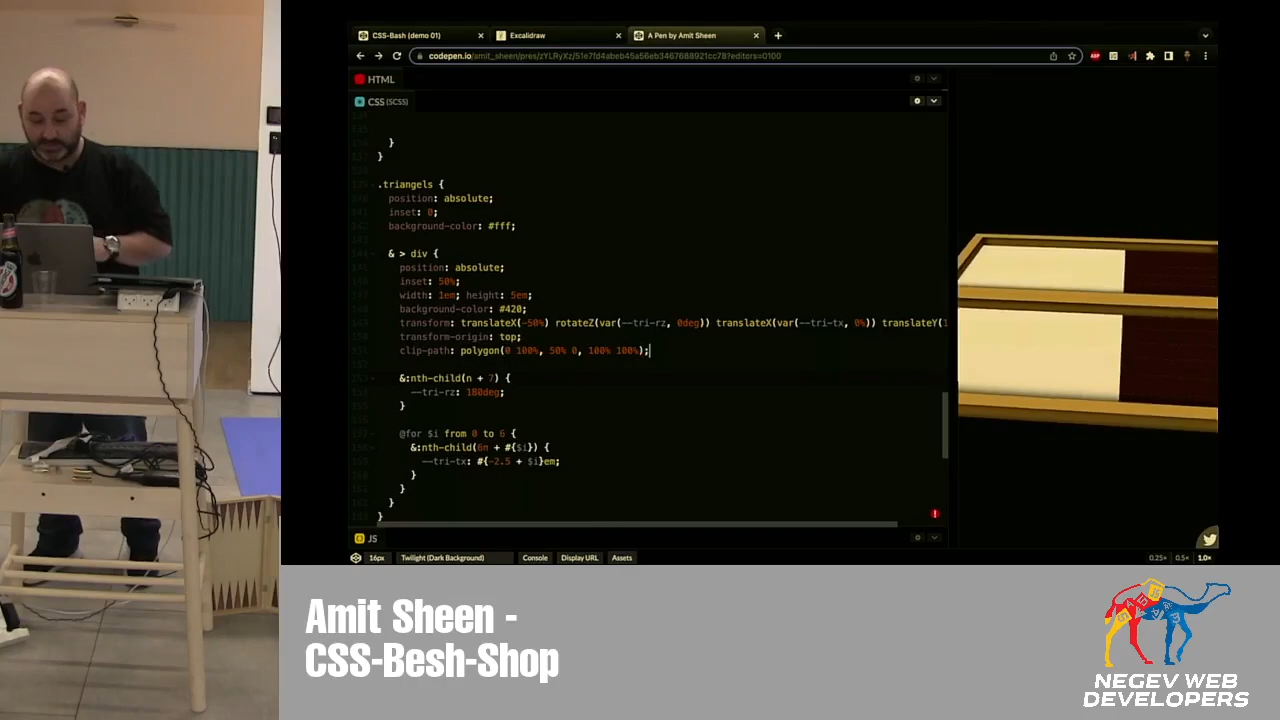 CSS-Bash (demo 01)
Excalidraw
A Pen by Amit Sheen
codepen.io/amit_sheen/pres/zYLRyXz/51e7fd4abeb45a56eb3467888921cc78?editors=0100
HTML
CSS (SCSS)
}
}
.triangels {
position: absolute;
inset: 0;
background-color: #fff;
& > div {
position: absolute;
inset: 50%;
width: 1em; height: 5em;
background-color: #420;
transform: translateX(-50%) rotateZ(var(--tri-rz, 0deg)) translateX(var(--tri-tx, 0%)) translateY(1
transform-origin: top;
clip-path: polygon(0 100%, 50% 0, 100% 100%);
&:nth-child(n + 7) {
--tri-rz: 180deg;
}
@for $i from 0 to 6 {
&:nth-child(6n + #{$i}) {
--tri-tx: #{-2.5 + $i}em;
}
}
}
}
JS
16px Twilight (Dark Background) Console Display URL Assets 0.25× 0.5× 1.0×
Amit Sheen -
CSS-Besh-Shop
NEGEV WEB
DEVELOPERS